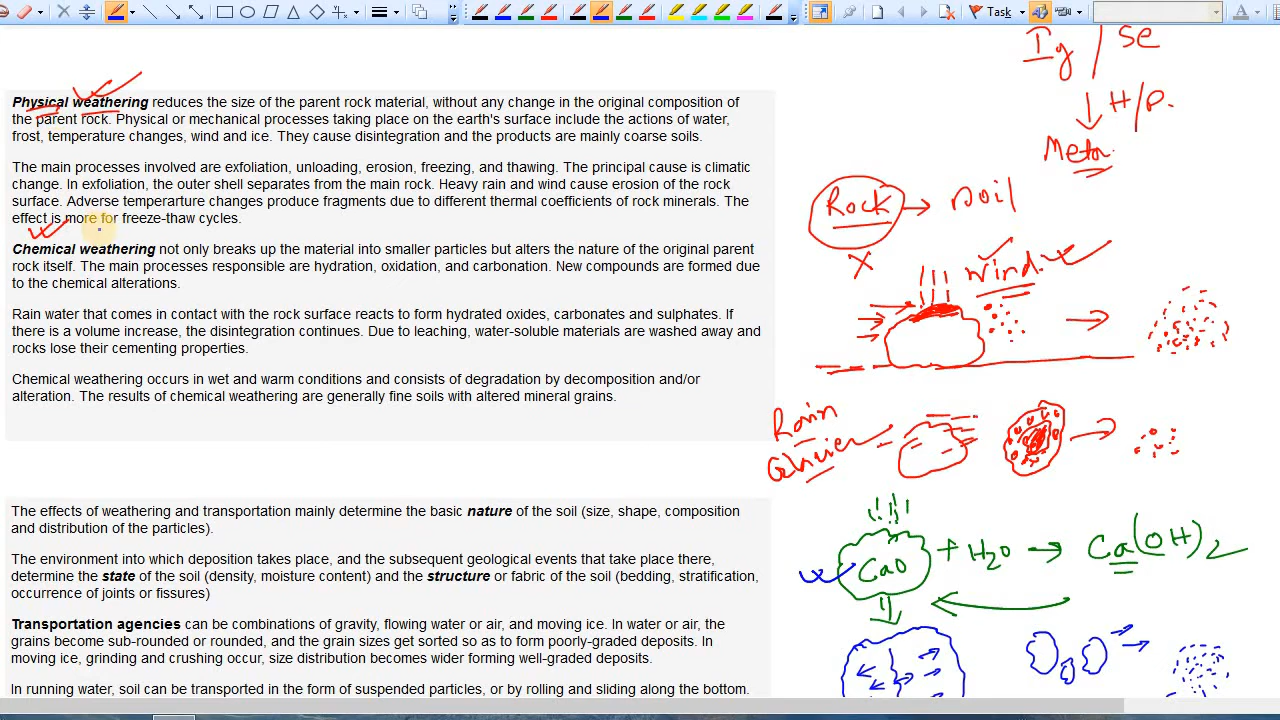 Task
Ig / Se
H/P.
Meta.
Physical weathering reduces the size of the parent rock material, without any change in the original composition of
the parent rock. Physical or mechanical processes taking place on the earth's surface include the actions of water,
frost, temperature changes, wind and ice. They cause disintegration and the products are mainly coarse soils.
The main processes involved are exfoliation, unloading, erosion, freezing, and thawing. The principal cause is climatic
change. In exfoliation, the outer shell separates from the main rock. Heavy rain and wind cause erosion of the rock
surface. Adverse temperature changes produce fragments due to different thermal coefficients of rock minerals. The
effect is more for freeze-thaw cycles.
Chemical weathering not only breaks up the material into smaller particles but alters the nature of the original parent
rock itself. The main processes responsible are hydration, oxidation, and carbonation. New compounds are formed due
to the chemical alterations.
Rain water that comes in contact with the rock surface reacts to form hydrated oxides, carbonates and sulphates. If
there is a volume increase, the disintegration continues. Due to leaching, water-soluble materials are washed away and
rocks lose their cementing properties.
Chemical weathering occurs in wet and warm conditions and consists of degradation by decomposition and/or
alteration. The results of chemical weathering are generally fine soils with altered mineral grains.
Rock → Soil
Wind.
Rain
Glacier
CaO + H2O → Ca(OH)2
The effects of weathering and transportation mainly determine the basic nature of the soil (size, shape, composition
and distribution of the particles).
The environment into which deposition takes place, and the subsequent geological events that take place there,
determine the state of the soil (density, moisture content) and the structure or fabric of the soil (bedding, stratification,
occurrence of joints or fissures)
Transportation agencies can be combinations of gravity, flowing water or air, and moving ice. In water or air, the
grains become sub-rounded or rounded, and the grain sizes get sorted so as to form poorly-graded deposits. In
moving ice, grinding and crushing occur, size distribution becomes wider forming well-graded deposits.
In running water, soil can be transported in the form of suspended particles, or by rolling and sliding along the bottom.